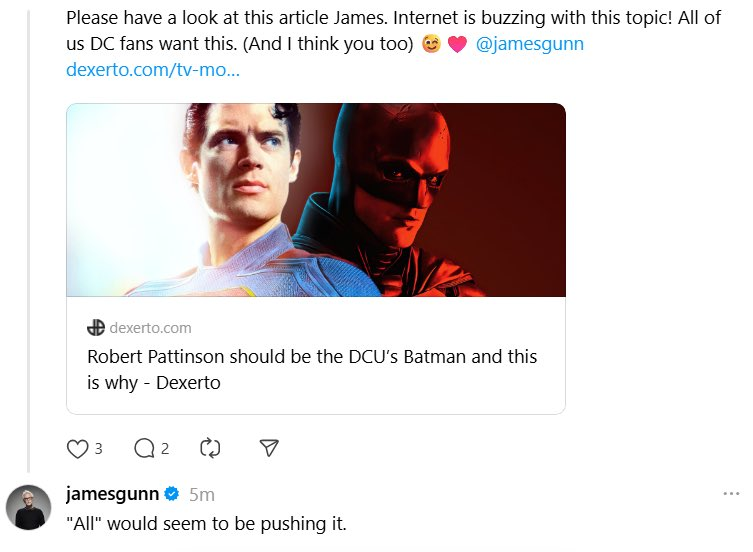 Please have a look at this article James. Internet is buzzing with this topic! All of
us DC fans want this. (And I think you too) 😉 ❤️ @jamesgunn
dexerto.com/tv-mo…
dexerto.com
Robert Pattinson should be the DCU’s Batman and this
is why - Dexerto
3 2
jamesgunn 5m
"All" would seem to be pushing it.